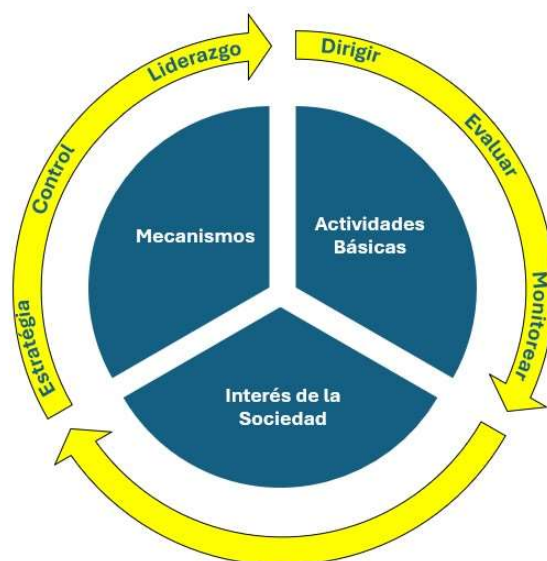 Liderazgo
Dirigir
Control
Evaluar
Mecanismos
Actividades
Básicas
Estratégia
Monitorear
Interés de la
Sociedad